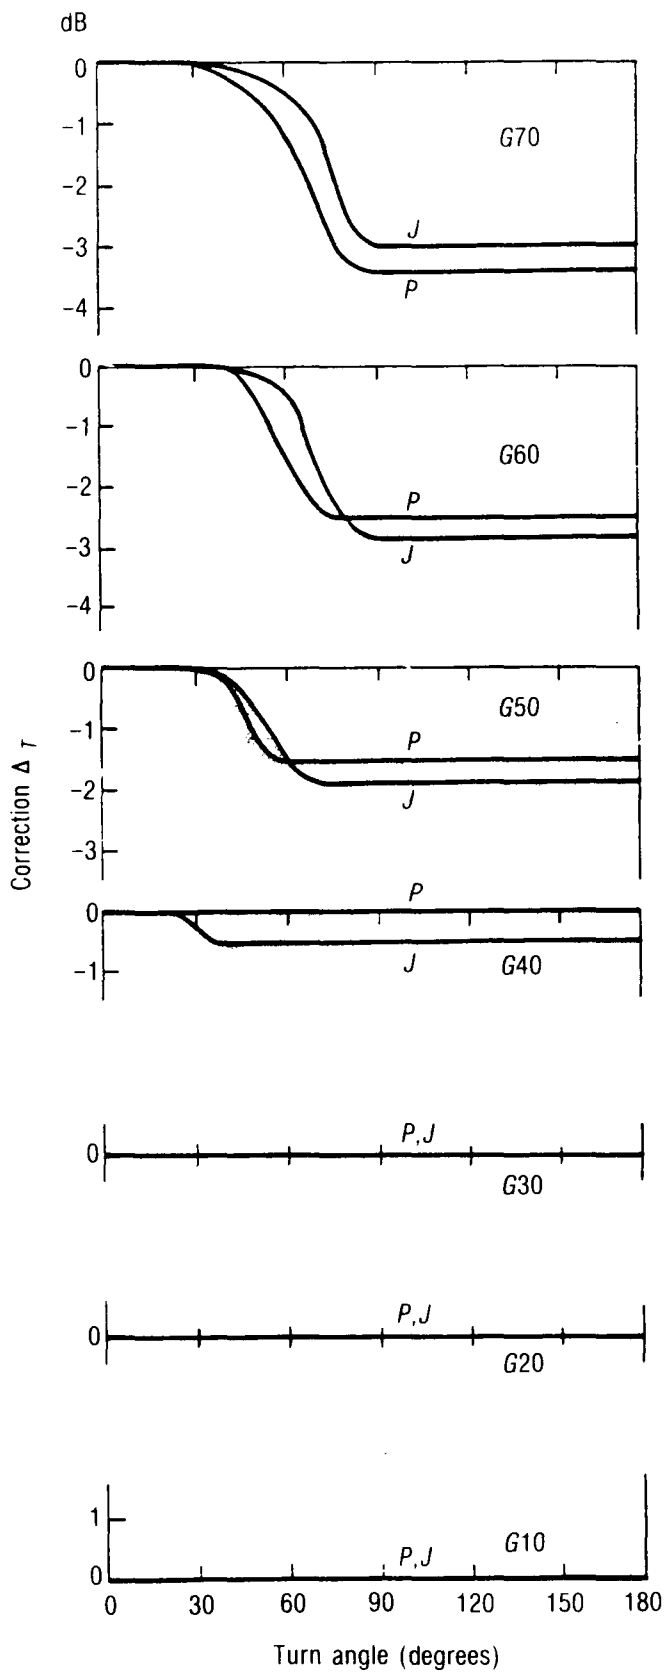 dB
0
-1
-2
-3
-4
G70
J
P
0
-1
-2
-3
-4
G60
P
J
0
-1
-2
-3
G50
P
J
0
-1
P
J
G40
Correction Δ T
0
P,J
G30
0
P,J
G20
1
0
P,J
G10
0 30 60 90 120 150 180
Turn angle (degrees)